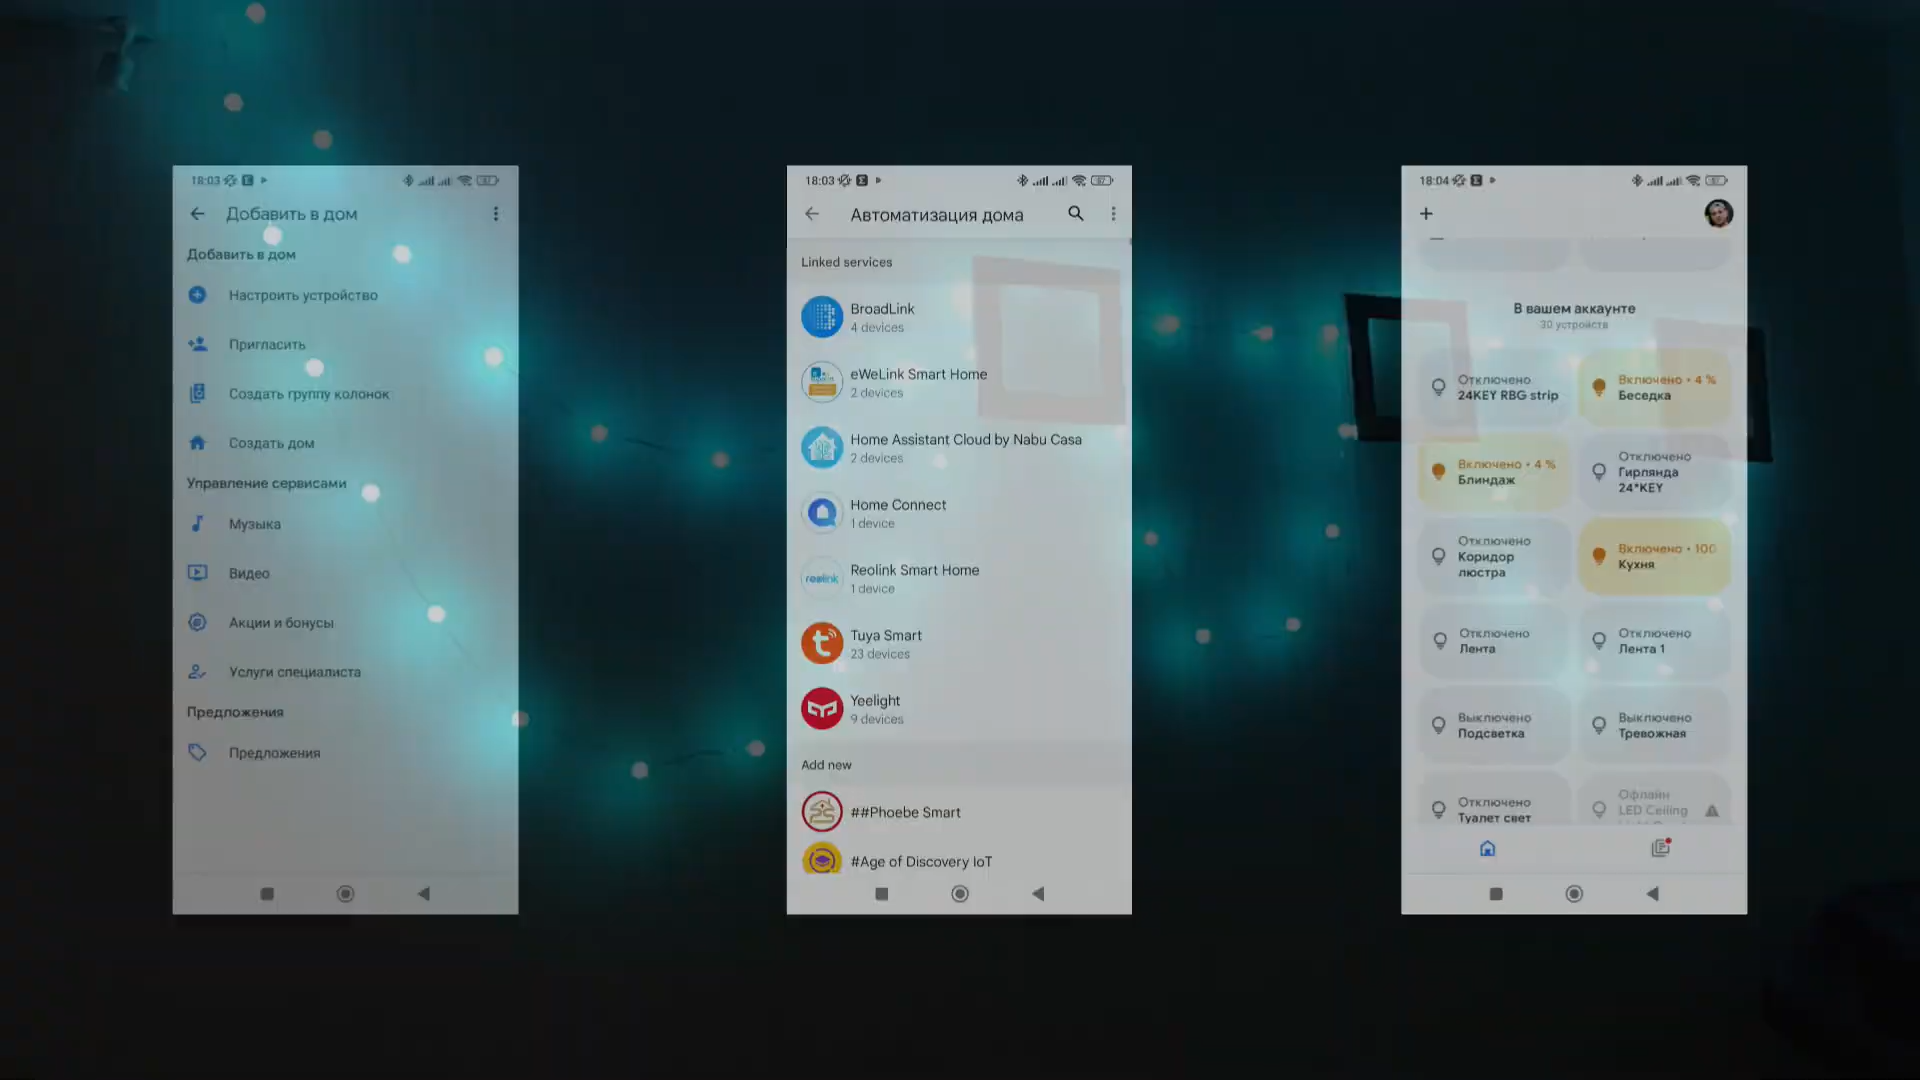 18:03
Добавить в дом
Добавить в дом
Настроить устройство
Пригласить
Создать группу колонок
Создать дом
Управление сервисами
Музыка
Видео
Акции и бонусы
Услуги специалиста
Предложения
Предложения
18:03
Автоматизация дома
Linked services
BroadLink
4 devices
eWeLink Smart Home
2 devices
Home Assistant Cloud by Nabu Casa
2 devices
Home Connect
1 device
reolink
Reolink Smart Home
1 device
Tuya Smart
23 devices
Yeelight
9 devices
Add new
##Phoebe Smart
#Age of Discovery IoT
18:04
В вашем аккаунте
30 устройств
Отключено
24KEY RBG strip
Включено • 4 %
Беседка
Включено • 4 %
Блиндаж
Отключено
Гирлянда
24*KEY
Отключено
Коридор
люстра
Включено • 100
Кухня
Отключено
Лента
Отключено
Лента 1
Выключено
Подсветка
Выключено
Тревожная
Отключено
Туалет свет
Офлайн
LED Ceiling